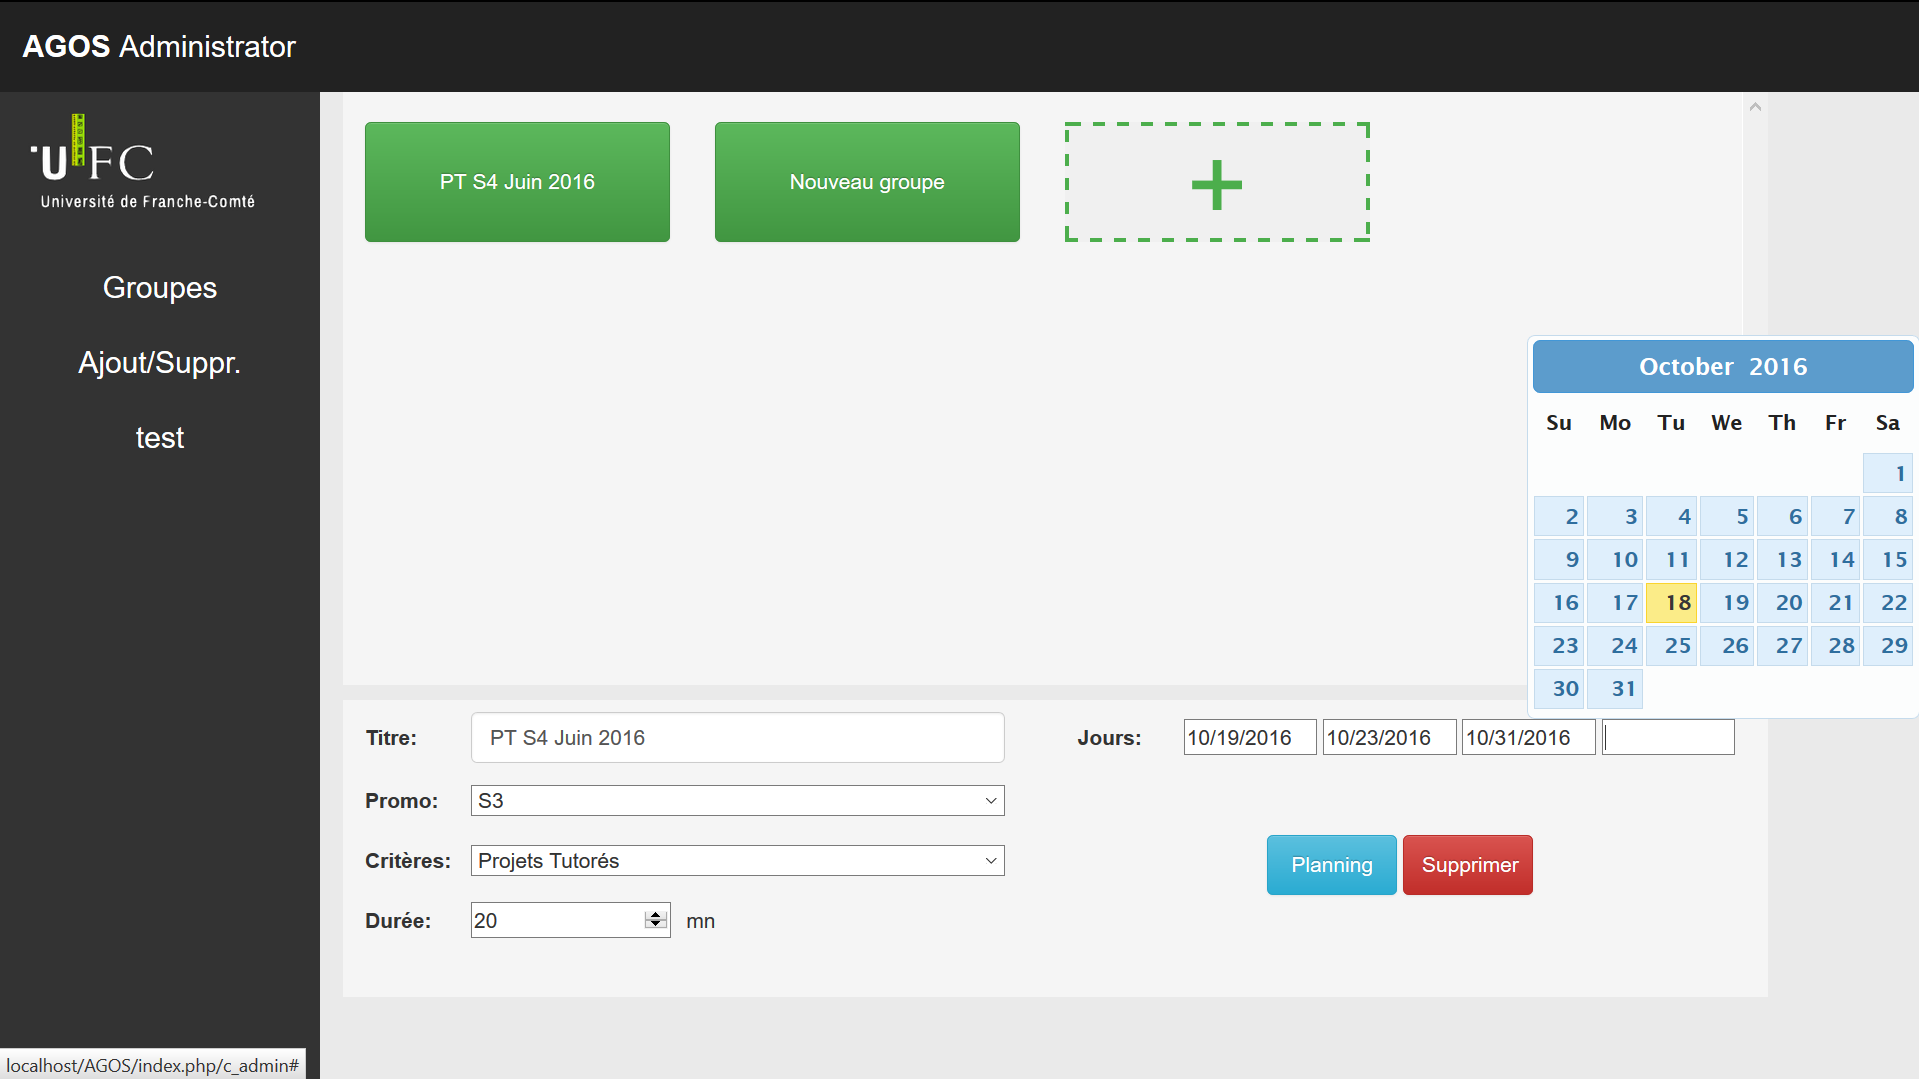 AGOS Administrator
UFC
Université de Franche-Comté
Groupes
Ajout/Suppr.
test
PT S4 Juin 2016
Nouveau groupe
+
October 2016
Su Mo Tu We Th Fr Sa
1
2 3 4 5 6 7 8
9 10 11 12 13 14 15
16 17 18 19 20 21 22
23 24 25 26 27 28 29
30 31
Titre: PT S4 Juin 2016
Jours: 10/19/2016 10/23/2016 10/31/2016
Promo: S3
Critères: Projets Tutorés
Durée: 20 mn
Planning Supprimer
localhost/AGOS/index.php/c_admin#